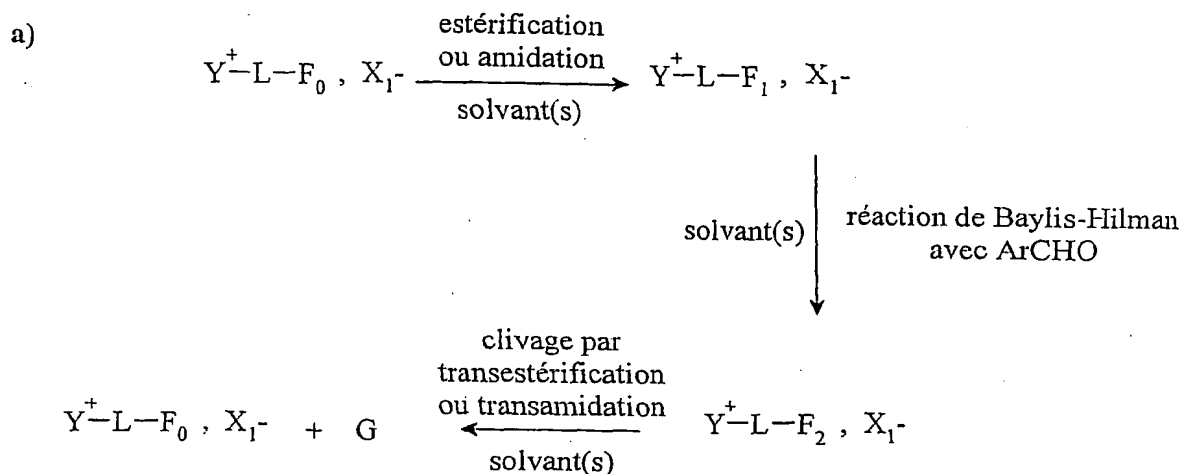 a)
estérification
ou amidation
Y⁺–L–F₀ , X₁- Y⁺–L–F₁ , X₁-
solvant(s)
solvant(s) réaction de Baylis-Hilman
avec ArCHO
clivage par
transestérification
ou transamidation
Y⁺–L–F₀ , X₁- + G Y⁺–L–F₂ , X₁-
solvant(s)